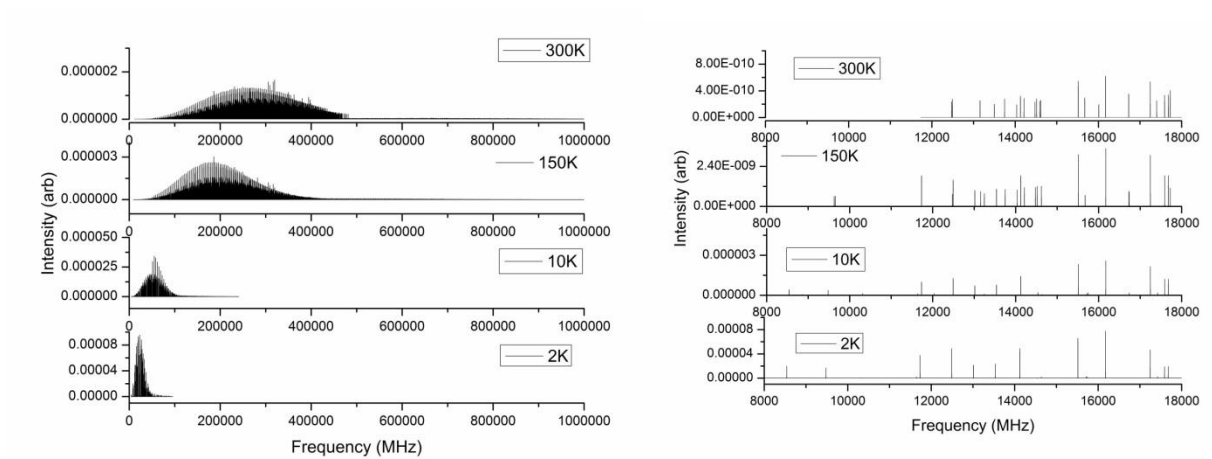 300K
0.000002
0.000000
0 200000 400000 600000 800000 1000000
150K
0.000003
0.000000
0 200000 400000 600000 800000 1000000
0.000050
0.000025
0.000000
10K
0 200000 400000 600000 800000 1000000
0.00008
0.00004
0.00000
2K
0 200000 400000 600000 800000 1000000
Intensity (arb)
Frequency (MHz)
8.00E-010
4.00E-010
0.00E+000
300K
8000 10000 12000 14000 16000 18000
150K
2.40E-009
0.00E+000
8000 10000 12000 14000 16000 18000
0.000003
0.000000
10K
8000 10000 12000 14000 16000 18000
0.00008
0.00004
0.00000
2K
8000 10000 12000 14000 16000 18000
Intensity (arb)
Frequency (MHz)